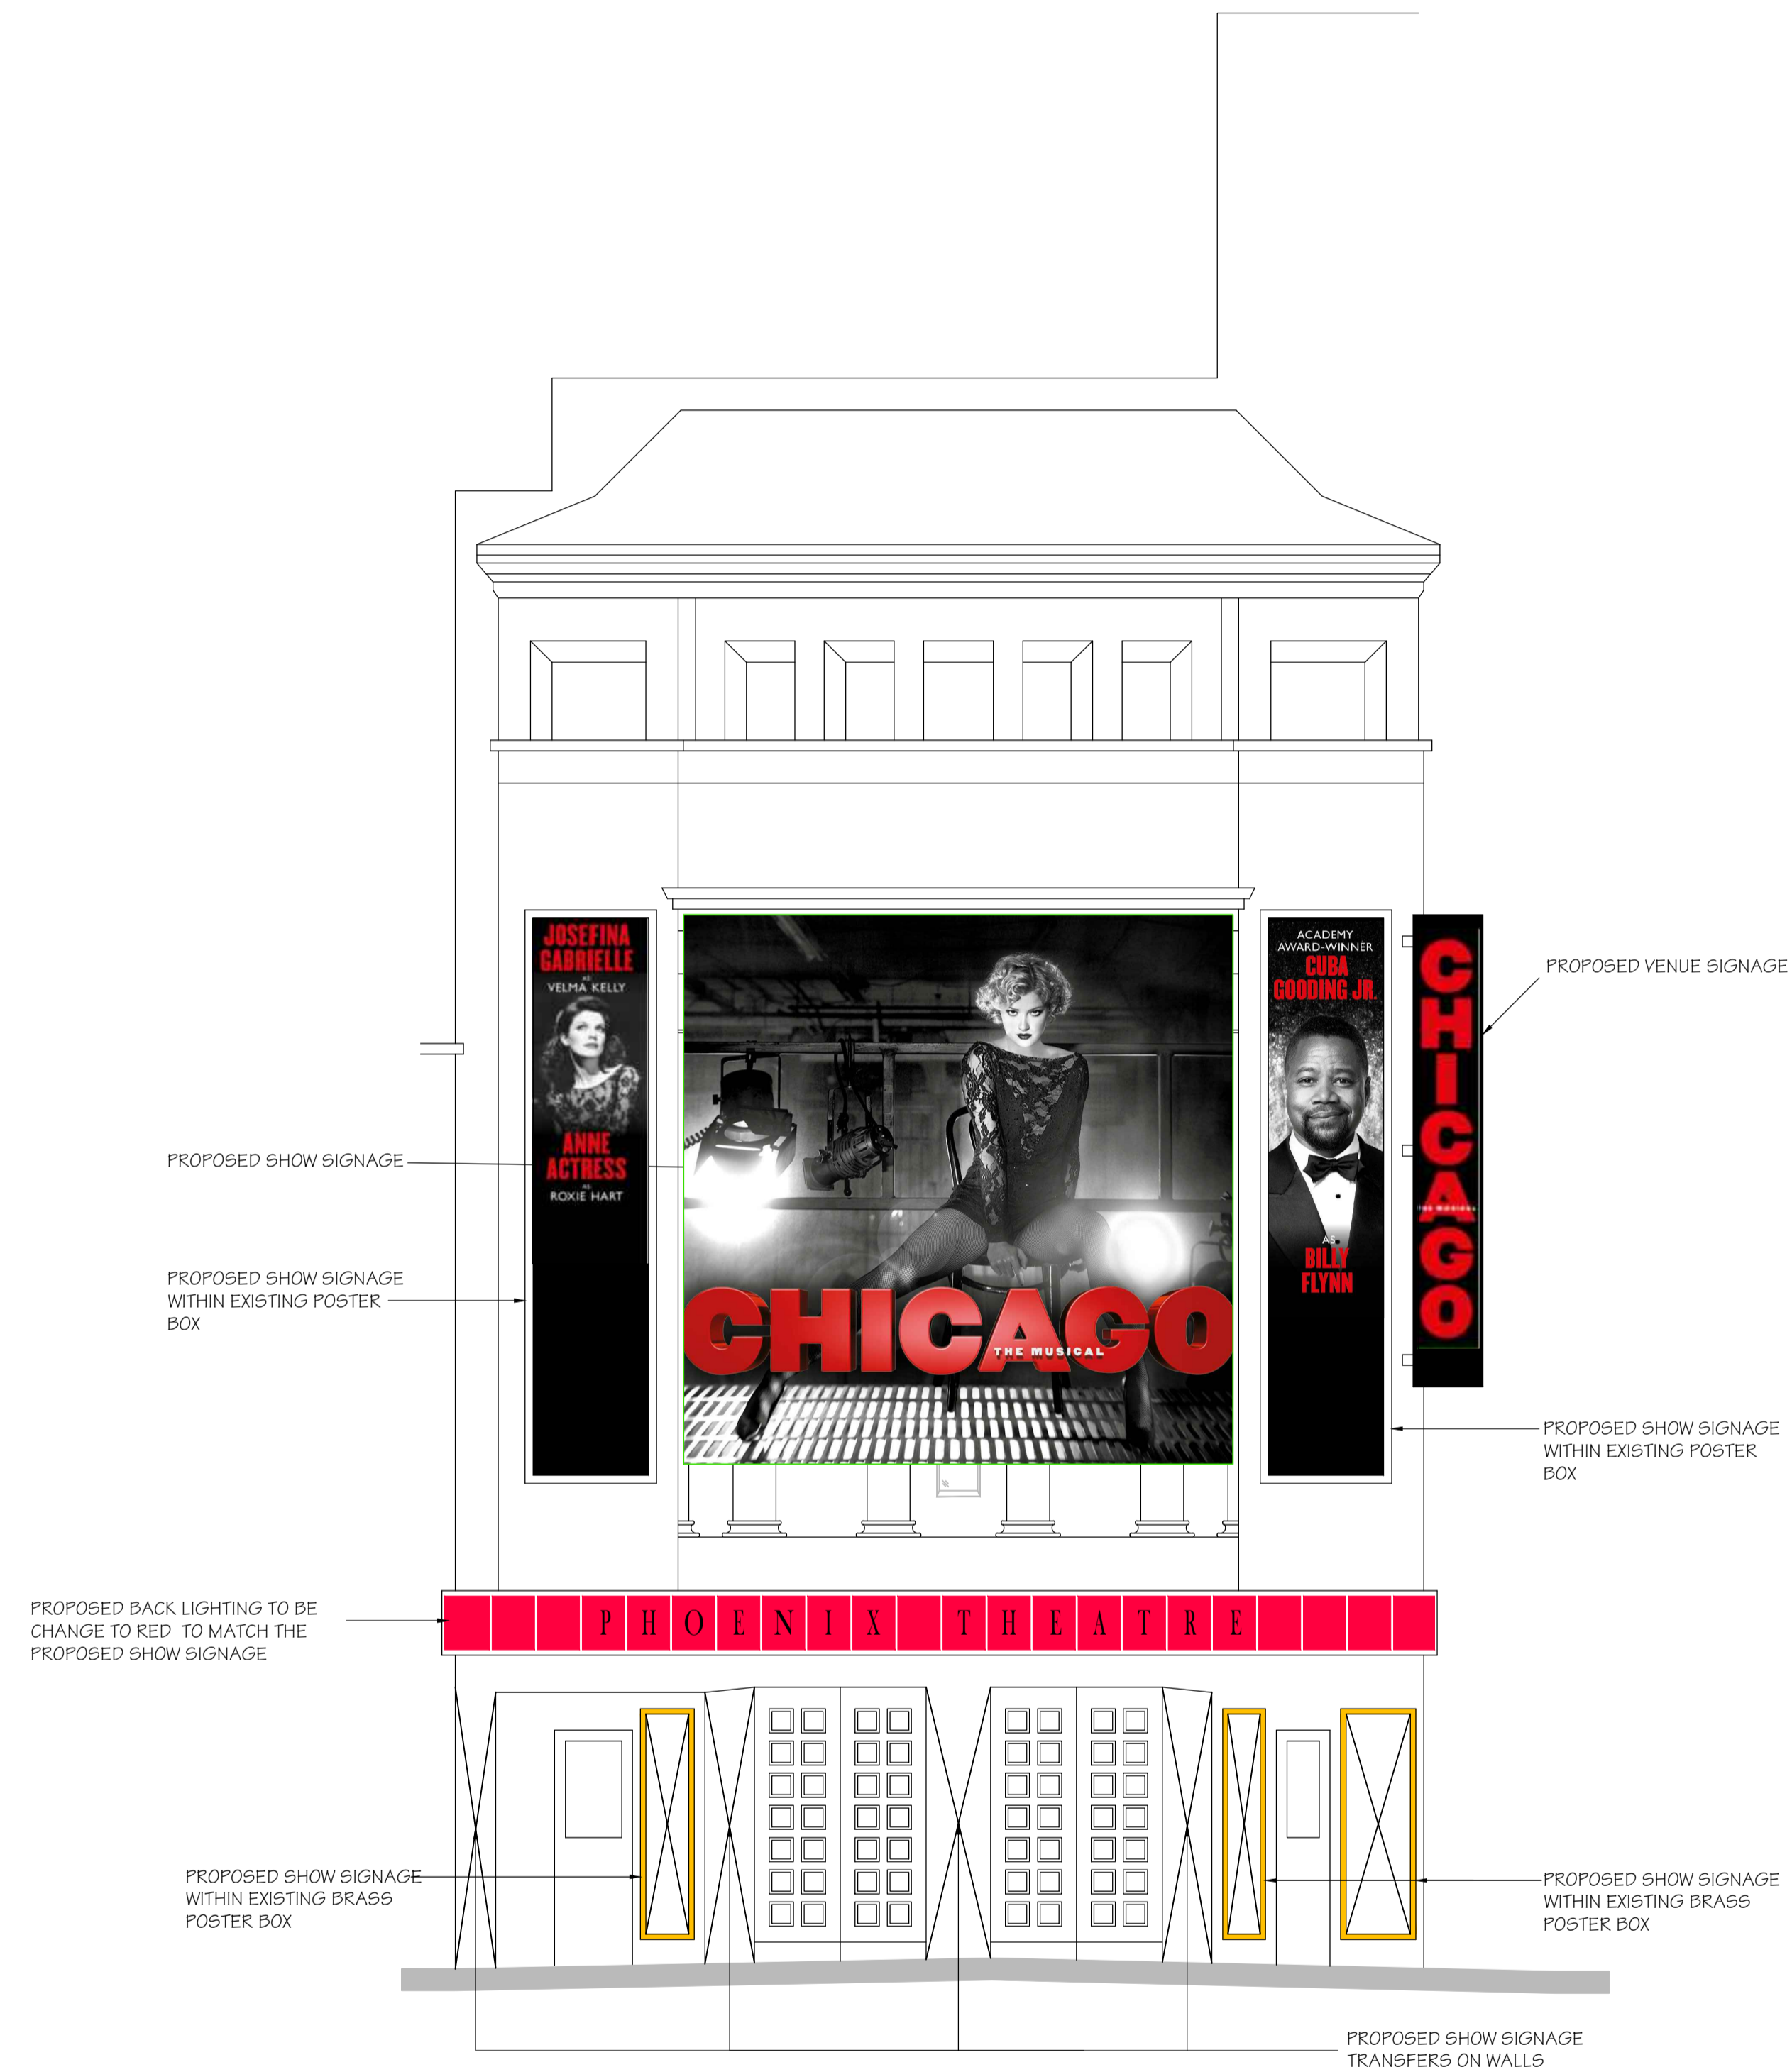 JOSEFINA
GABRIELLE
AS
VELMA KELLY
ANNE
ACTRESS
AS
ROXIE HART
CHICAGO
THE MUSICAL
ACADEMY
AWARD-WINNER
CUBA
GOODING JR.
AS
BILLY
FLYNN
CHICAGO
THE MUSICAL
PROPOSED VENUE SIGNAGE
PROPOSED SHOW SIGNAGE
PROPOSED SHOW SIGNAGE
WITHIN EXISTING POSTER
BOX
PROPOSED SHOW SIGNAGE
WITHIN EXISTING POSTER
BOX
PROPOSED BACK LIGHTING TO BE
CHANGE TO RED TO MATCH THE
PROPOSED SHOW SIGNAGE
PHOENIX THEATRE
PROPOSED SHOW SIGNAGE
WITHIN EXISTING BRASS
POSTER BOX
PROPOSED SHOW SIGNAGE
WITHIN EXISTING BRASS
POSTER BOX
PROPOSED SHOW SIGNAGE
TRANSFERS ON WALLS